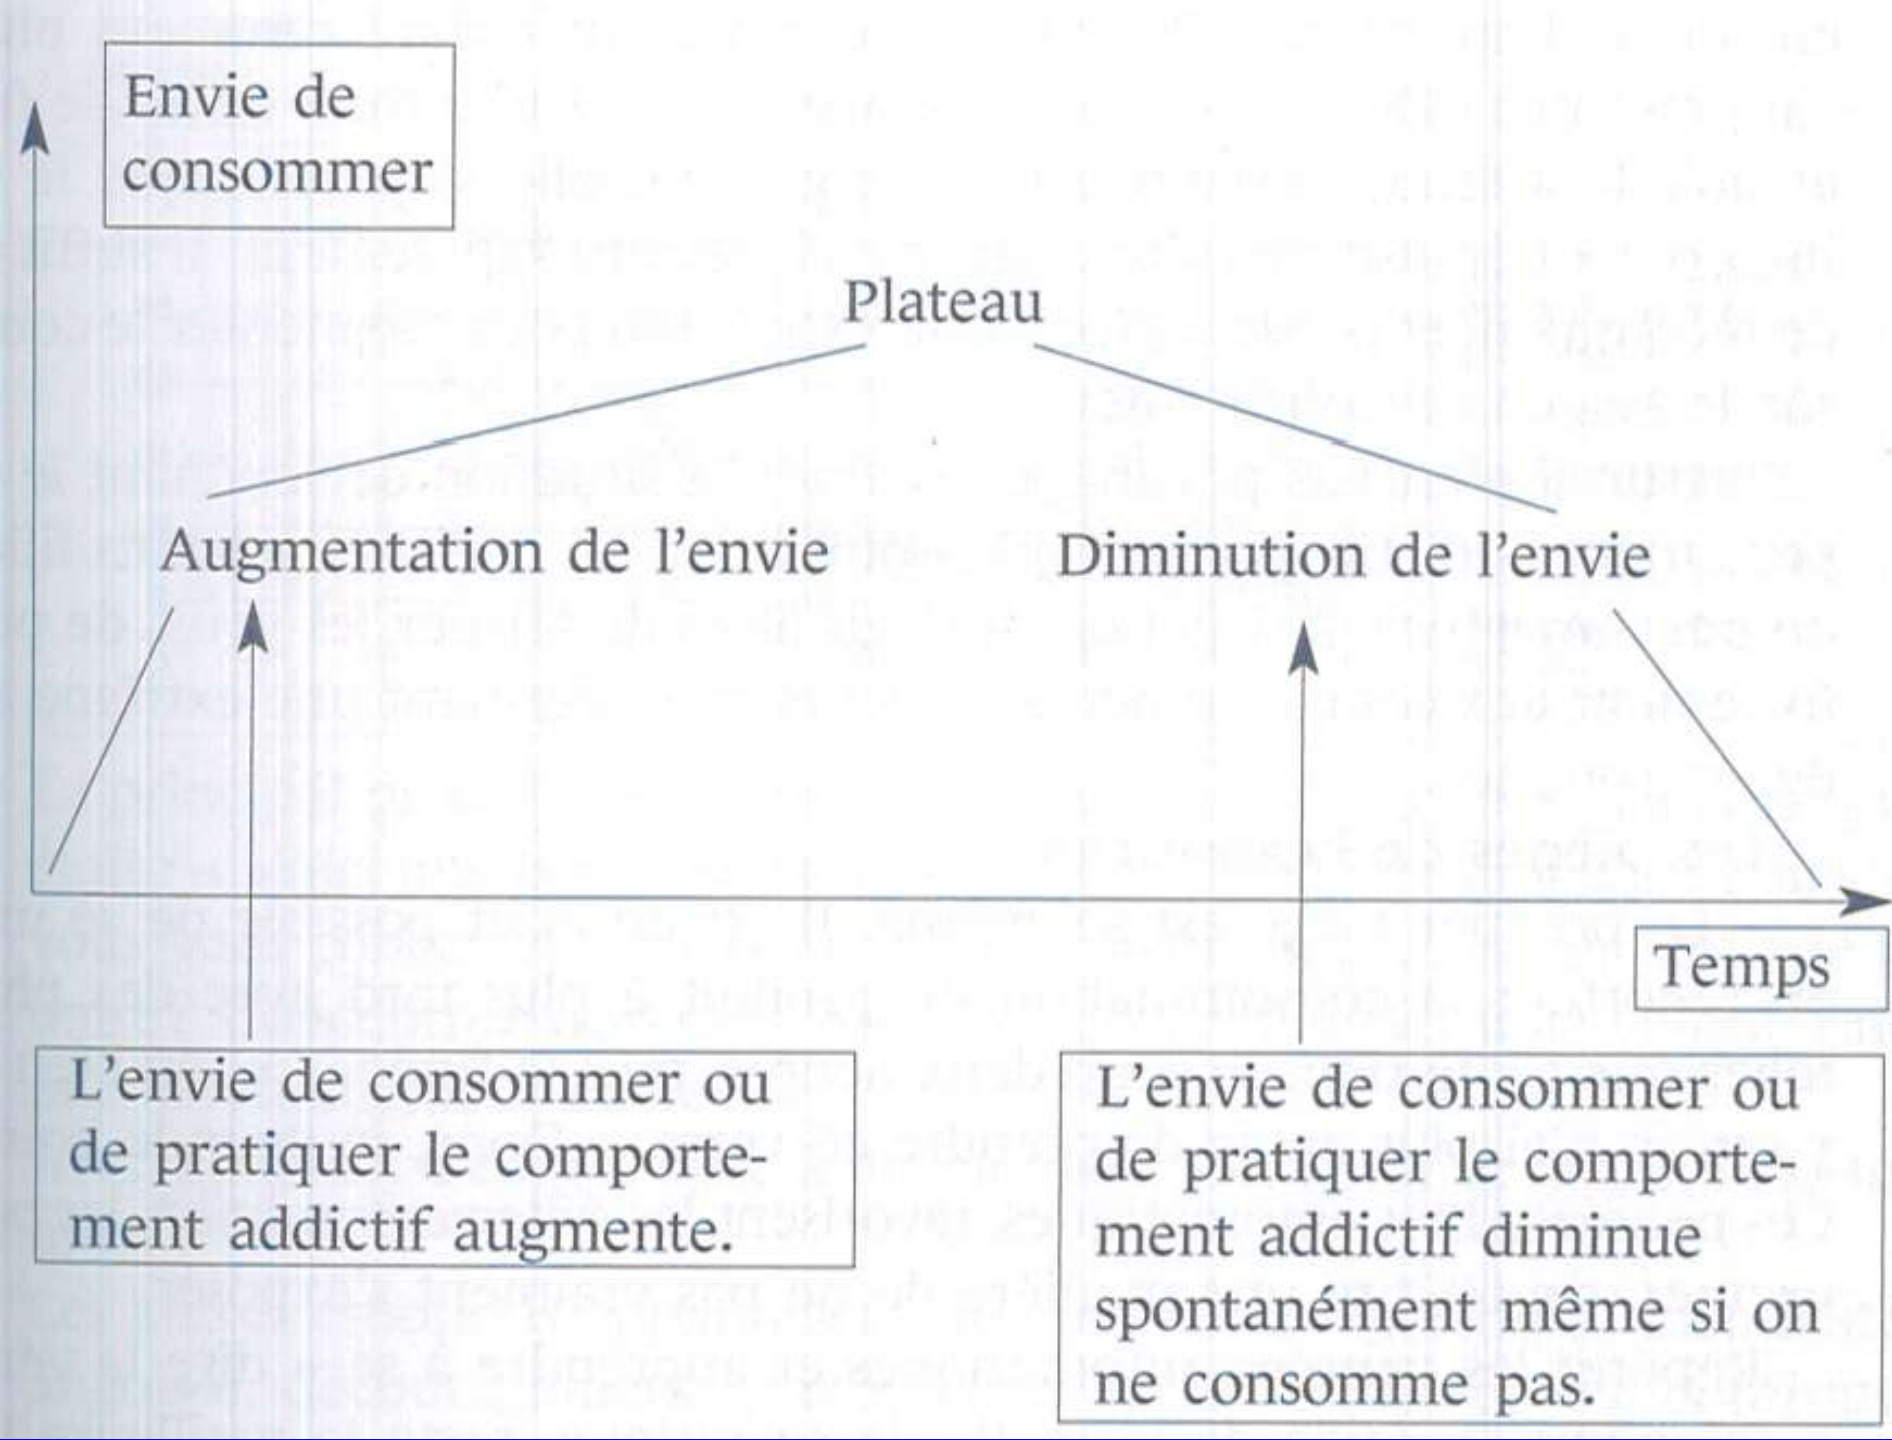 Envie de
consommer
Plateau
Augmentation de l'envie
Diminution de l'envie
Temps
L'envie de consommer ou
de pratiquer le comporte-
ment addictif augmente.
L'envie de consommer ou
de pratiquer le comporte-
ment addictif diminue
spontanément même si on
ne consomme pas.